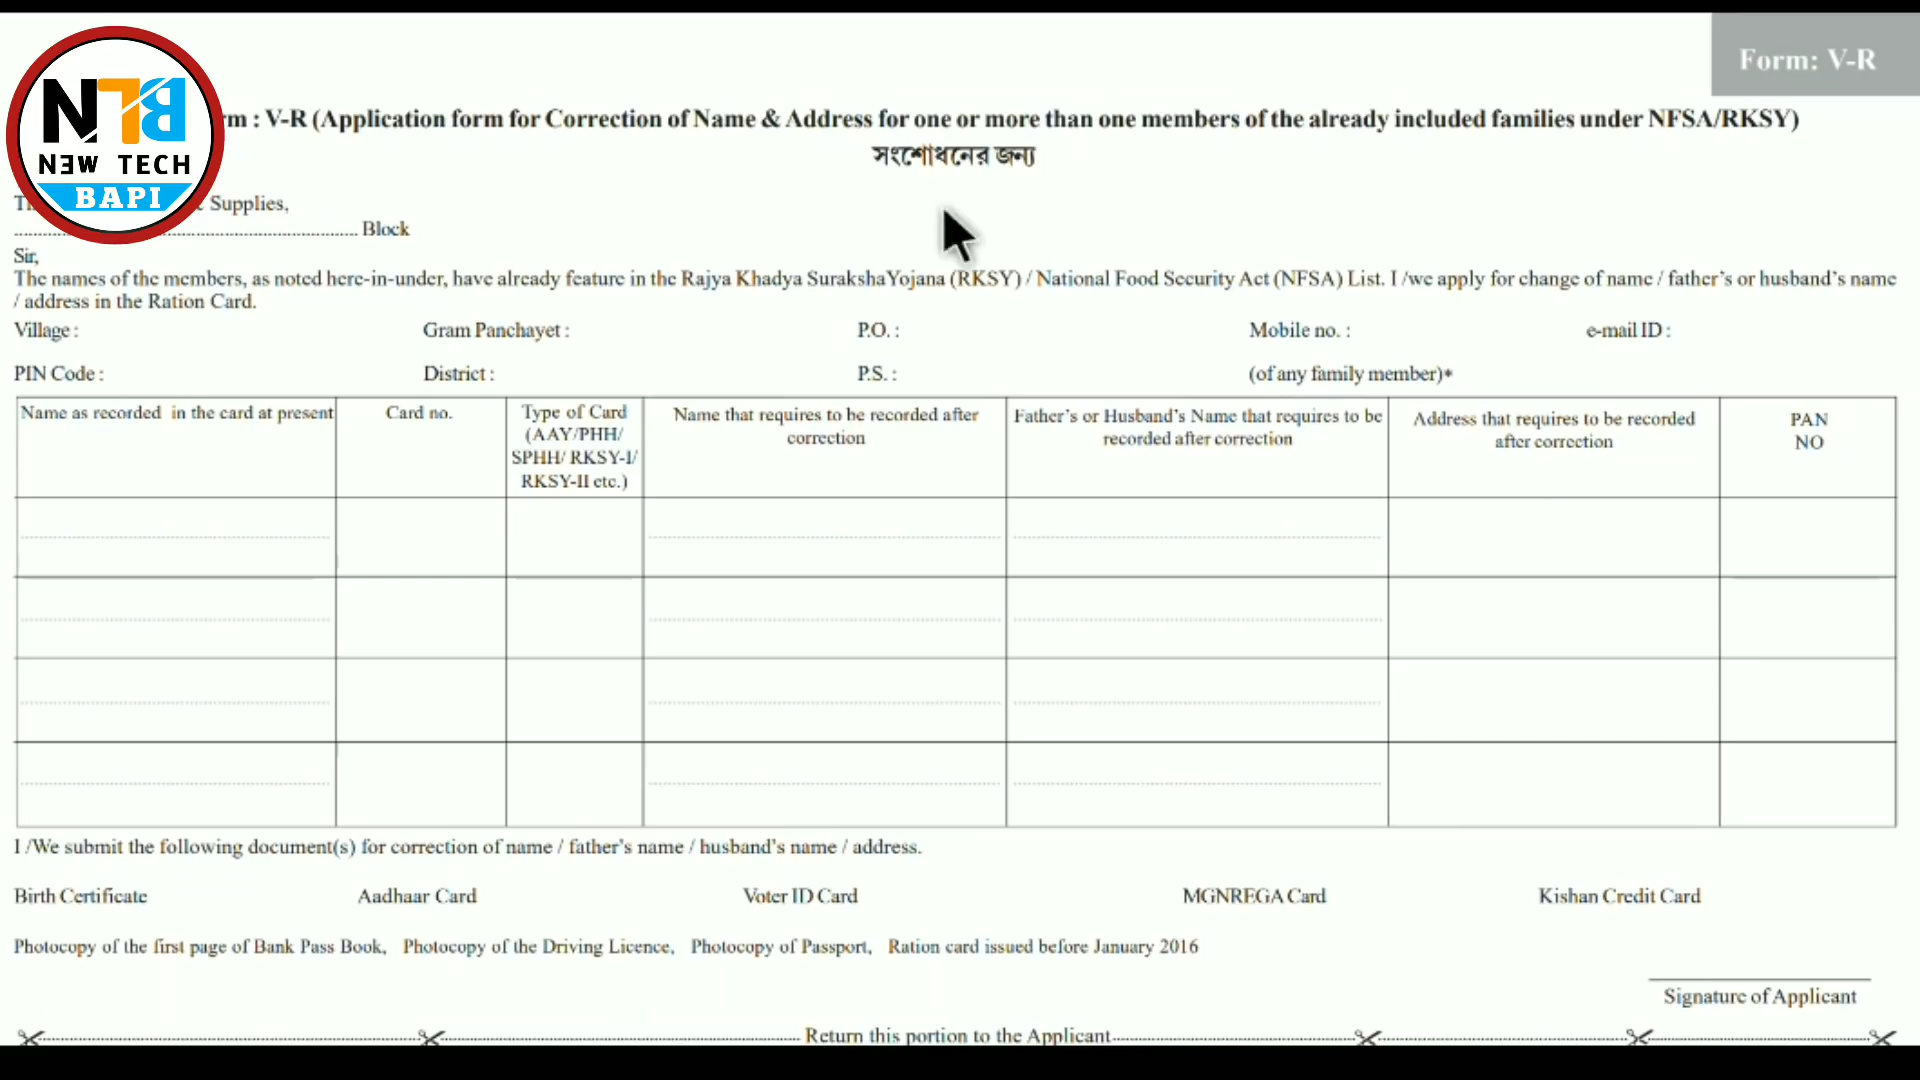 Form: V-R
NTB
NEW TECH
BAPI
rm : V-R (Application form for Correction of Name & Address for one or more than one members of the already included families under NFSA/RKSY)
সংশোধনের জন্য
Supplies,
Block
Sir,
The names of the members, as noted here-in-under, have already feature in the Rajya Khadya SurakshaYojana (RKSY) / National Food Security Act (NFSA) List. I /we apply for change of name / father's or husband's name
/ address in the Ration Card.
Village : Gram Panchayet : P.O. : Mobile no. : e-mail ID :
PIN Code : District : P.S. : (of any family member)*
Name as recorded in the card at present
Card no.
Type of Card
(AAY/PHH/
SPHH/ RKSY-I/
RKSY-II etc.)
Name that requires to be recorded after
correction
Father's or Husband's Name that requires to be
recorded after correction
Address that requires to be recorded
after correction
PAN
NO
I /We submit the following document(s) for correction of name / father's name / husband's name / address.
Birth Certificate Aadhaar Card Voter ID Card MGNREGA Card Kishan Credit Card
Photocopy of the first page of Bank Pass Book, Photocopy of the Driving Licence, Photocopy of Passport, Ration card issued before January 2016
Signature of Applicant
Return this portion to the Applicant